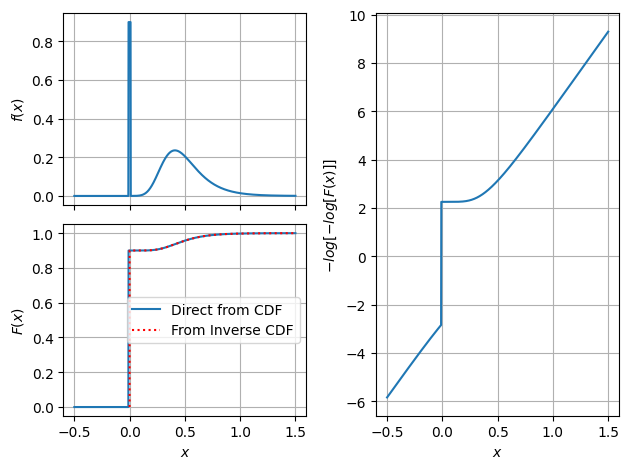 0.8
0.6
0.4
0.2
0.0
f(x)
1.0
0.8
0.6
0.4
0.2
0.0
F(x)
Direct from CDF
From Inverse CDF
−0.5 0.0 0.5 1.0 1.5
x
10
8
6
4
2
0
−2
−4
−6
−log[−log[F(x)]]
−0.5 0.0 0.5 1.0 1.5
x